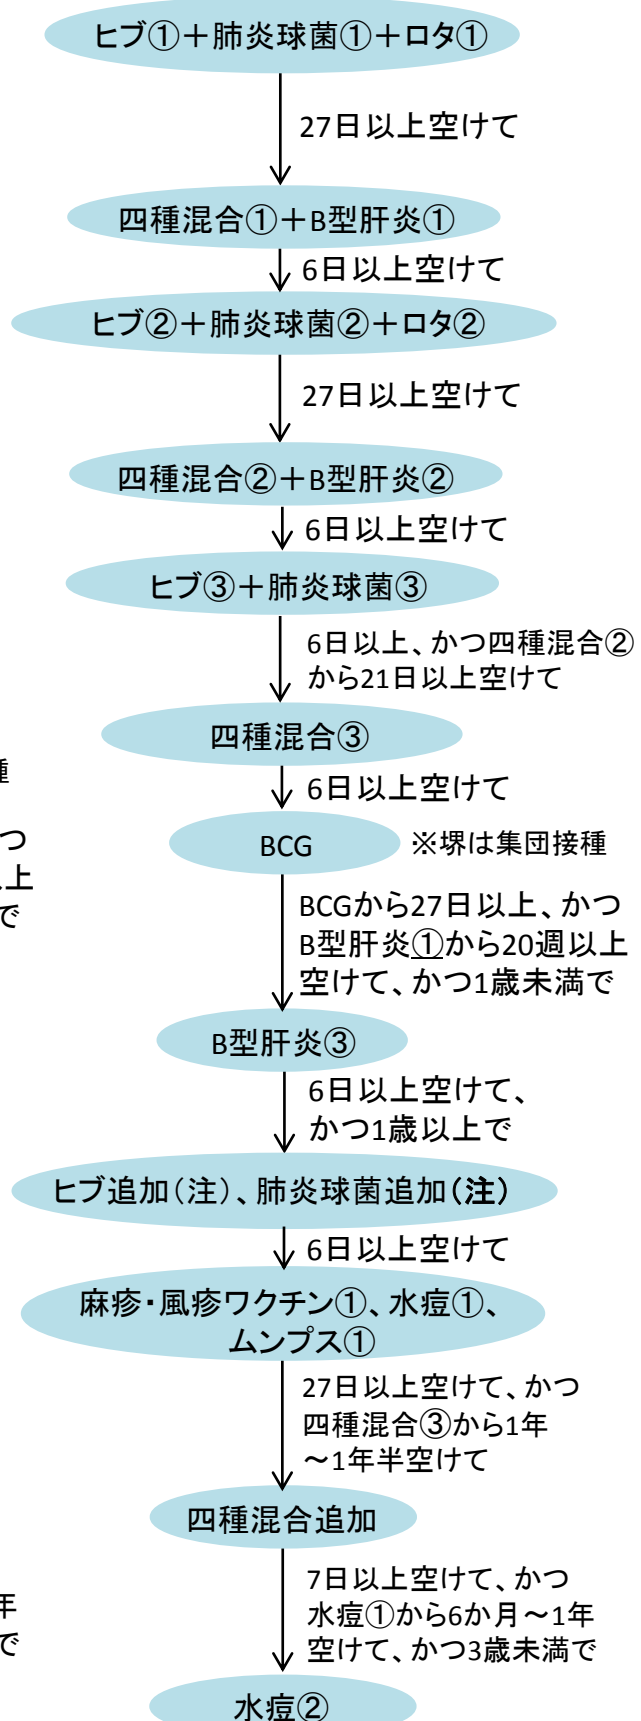 ヒブ①＋肺炎球菌①＋ロタ①
27日以上空けて
四種混合①＋B型肝炎①
6日以上空けて
ヒブ②＋肺炎球菌②＋ロタ②
27日以上空けて
四種混合②＋B型肝炎②
6日以上空けて
ヒブ③＋肺炎球菌③
6日以上、かつ四種混合②
から21日以上空けて
四種混合③
種
6日以上空けて
つ
BCG
※堺は集団接種
上
で
BCGから27日以上、かつ
B型肝炎①から20週以上
空けて、かつ1歳未満で
B型肝炎③
6日以上空けて、
かつ1歳以上で
ヒブ追加（注）、肺炎球菌追加（注）
6日以上空けて
麻疹・風疹ワクチン①、水痘①、
ムンプス①
27日以上空けて、かつ
四種混合③から1年
～1年半空けて
四種混合追加
7日以上空けて、かつ
年
水痘①から6か月～1年
で
空けて、かつ3歳未満で
水痘②